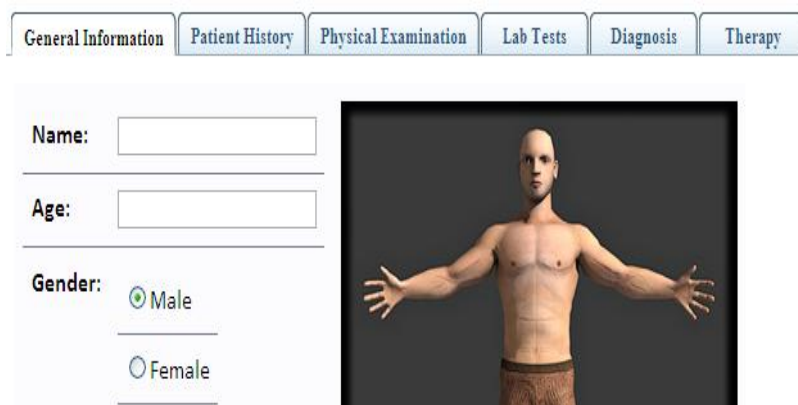 General Information Patient History Physical Examination Lab Tests Diagnosis Therapy
Name:
Age:
Gender:
Male
Female